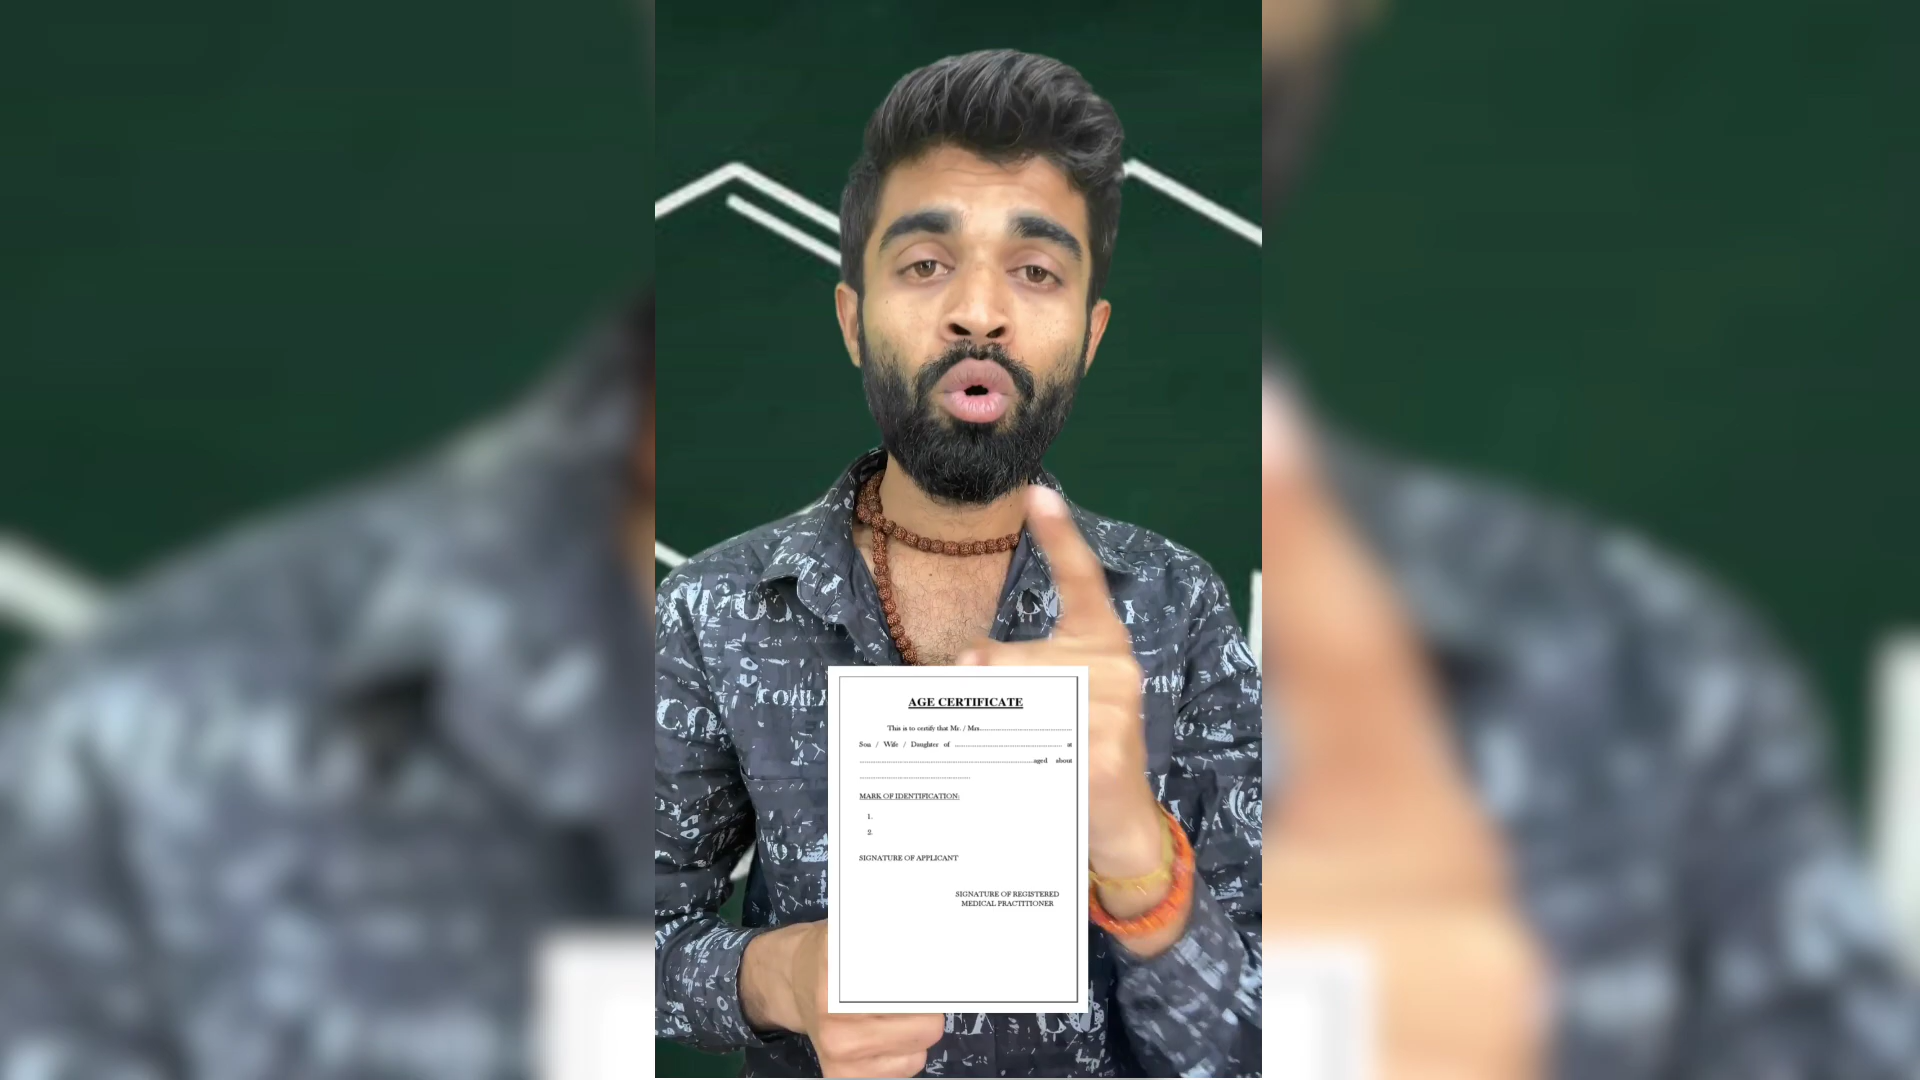 AGE CERTIFICATE
This is to certify that Mr. / Mrs..................................................
Son / Wife / Daughter of .......................................................... at
..............................................................................................aged about
............................................................
MARK OF IDENTIFICATION:
1.
2.
SIGNATURE OF APPLICANT
SIGNATURE OF REGISTERED
MEDICAL PRACTITIONER